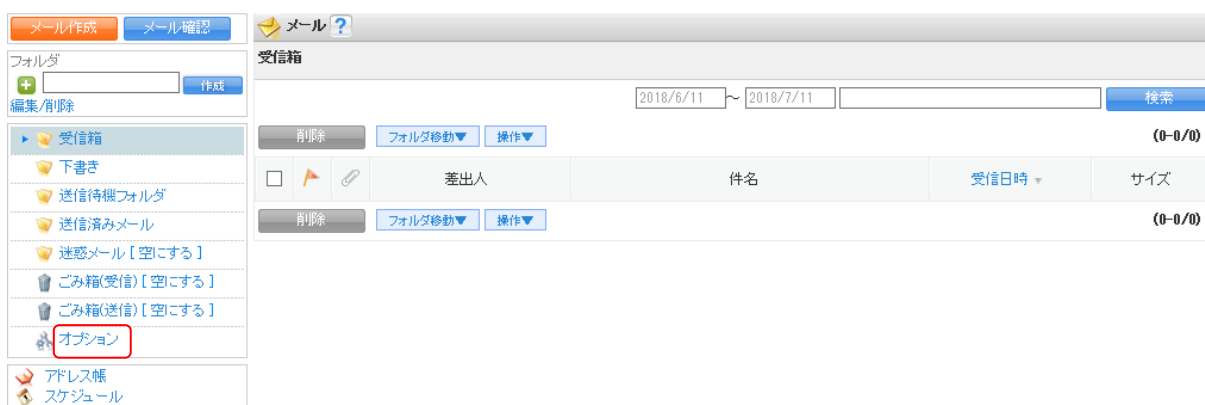 メール作成 メール確認
フォルダ
作成
編集/削除
受信箱
下書き
送信待機フォルダ
送信済みメール
迷惑メール [ 空にする ]
ごみ箱(受信) [ 空にする ]
ごみ箱(送信) [ 空にする ]
オプション
アドレス帳
スケジュール
メール ?
受信箱
2018/6/11 ～ 2018/7/11 検索
削除 フォルダ移動▼ 操作▼ (0-0/0)
差出人 件名 受信日時 ▼ サイズ
削除 フォルダ移動▼ 操作▼ (0-0/0)